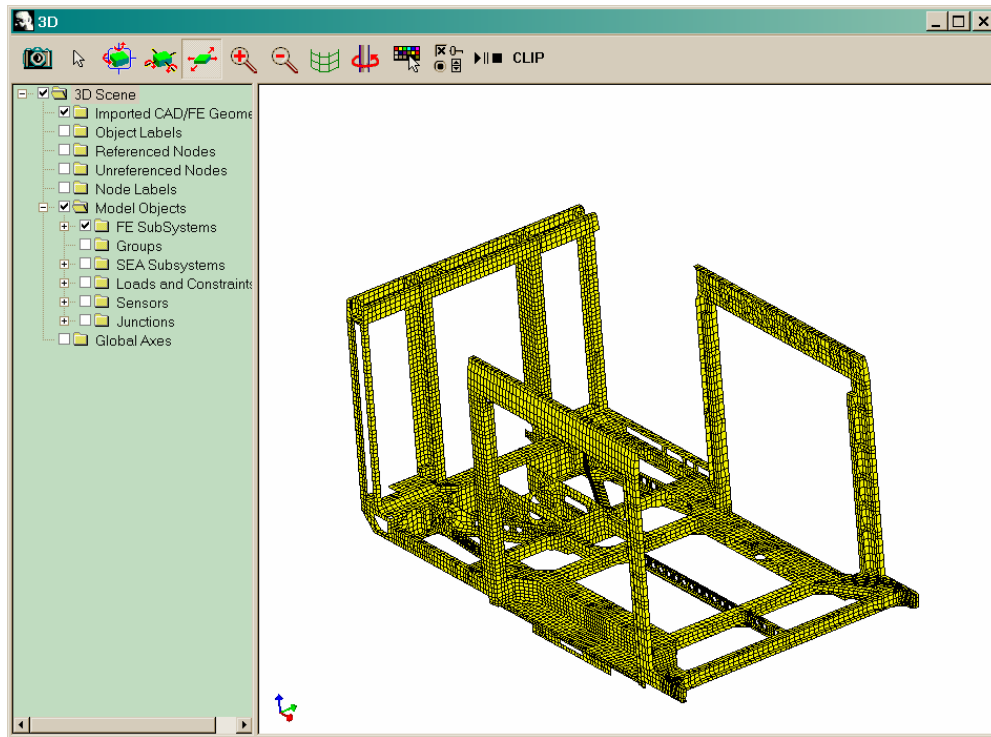 3D
CLIP
3D Scene
Imported CAD/FE Geome
Object Labels
Referenced Nodes
Unreferenced Nodes
Node Labels
Model Objects
FE SubSystems
Groups
SEA Subsystems
Loads and Constraints
Sensors
Junctions
Global Axes